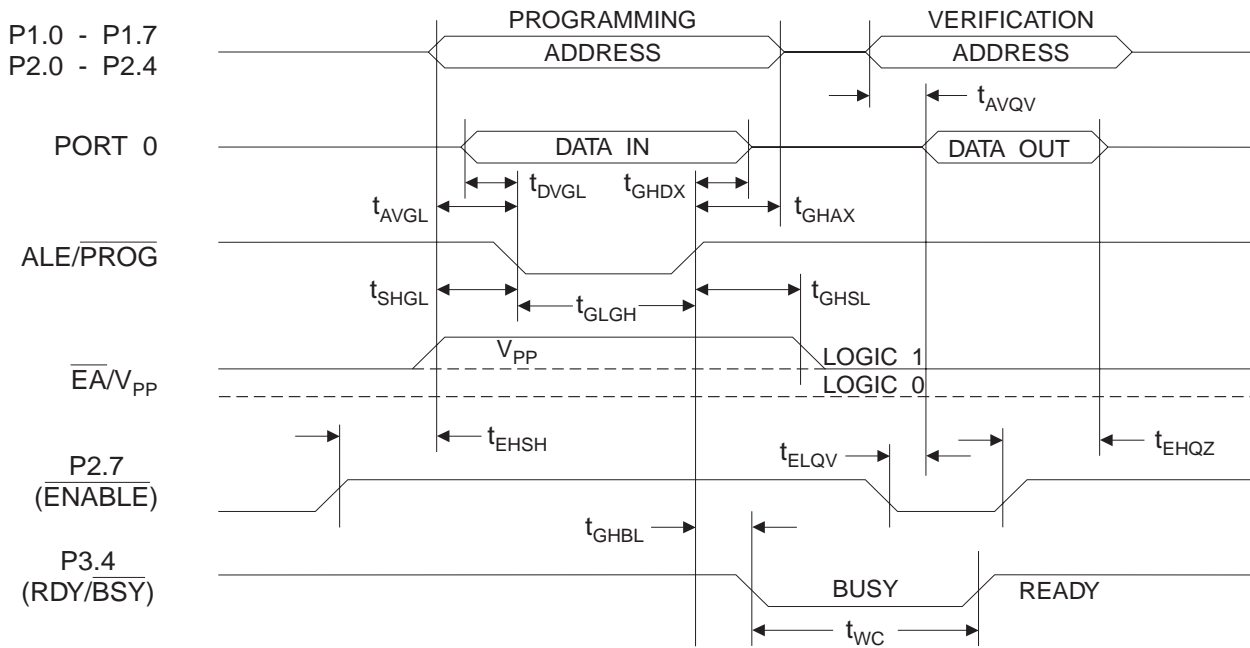 PROGRAMMING VERIFICATION
P1.0 - P1.7
P2.0 - P2.4
ADDRESS ADDRESS
tAVQV
PORT 0 DATA IN DATA OUT
tDVGL tGHDX
tAVGL tGHAX
ALE/PROG
tSHGL tGLGH tGHSL
EA/VPP VPP LOGIC 1
LOGIC 0
tEHSH tELQV tEHQZ
P2.7
(ENABLE)
tGHBL
P3.4
(RDY/BSY) BUSY READY
tWC